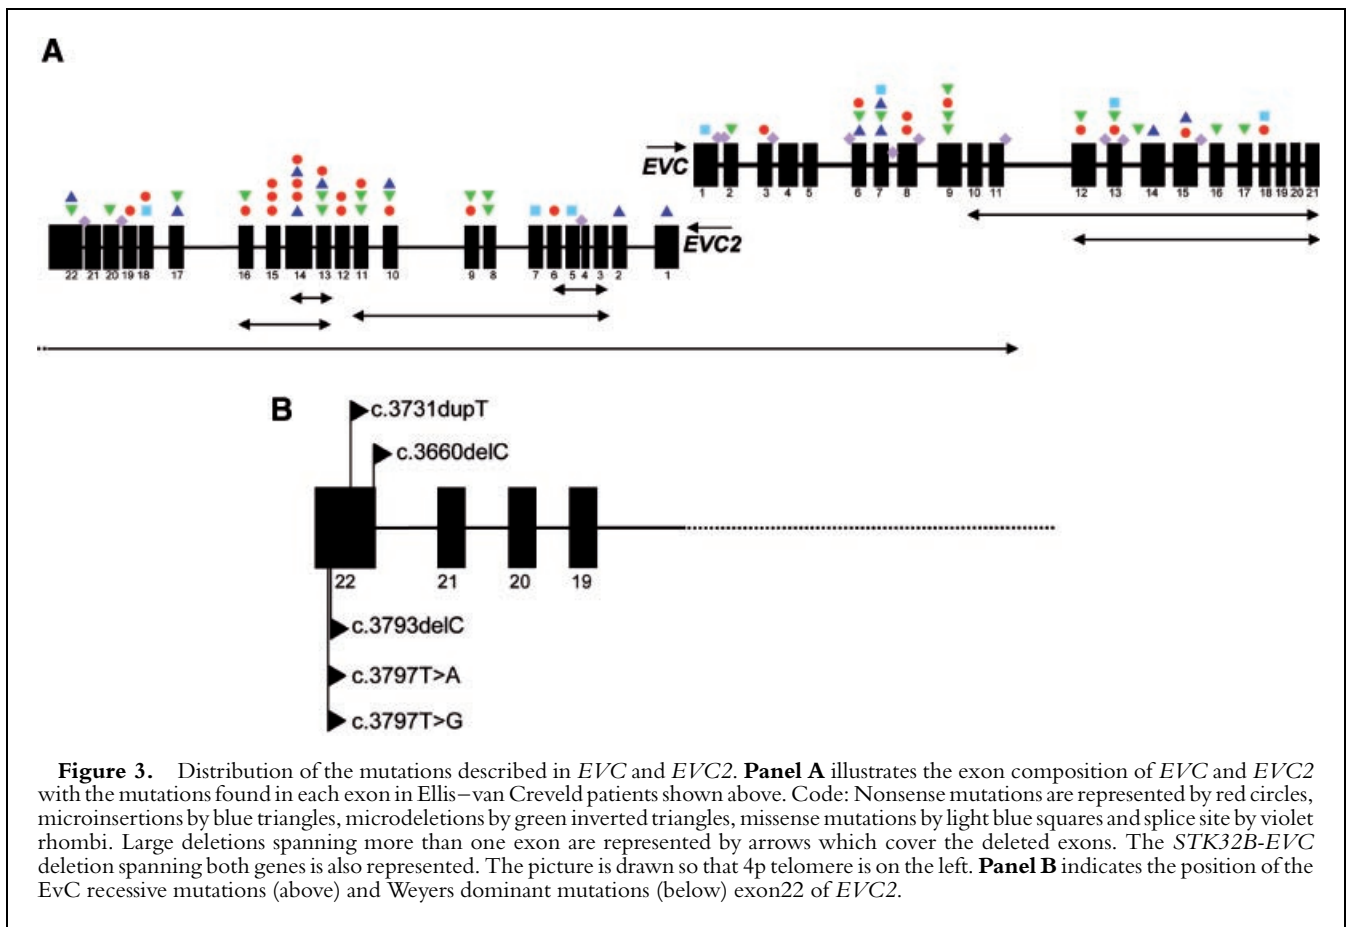 A
EVC
1 2 3 4 5 6 7 8 9 10 11 12 13 14 15 16 17 18 19 20 21
EVC2
22 21 20 19 18 17 16 15 14 13 12 11 10 9 8 7 6 5 4 3 2 1
B
c.3731dupT
c.3660delC
22 21 20 19
c.3793delC
c.3797T>A
c.3797T>G
Figure 3. Distribution of the mutations described in EVC and EVC2. Panel A illustrates the exon composition of EVC and EVC2
with the mutations found in each exon in Ellis–van Creveld patients shown above. Code: Nonsense mutations are represented by red circles,
microinsertions by blue triangles, microdeletions by green inverted triangles, missense mutations by light blue squares and splice site by violet
rhombi. Large deletions spanning more than one exon are represented by arrows which cover the deleted exons. The STK32B-EVC
deletion spanning both genes is also represented. The picture is drawn so that 4p telomere is on the left. Panel B indicates the position of the
EvC recessive mutations (above) and Weyers dominant mutations (below) exon22 of EVC2.